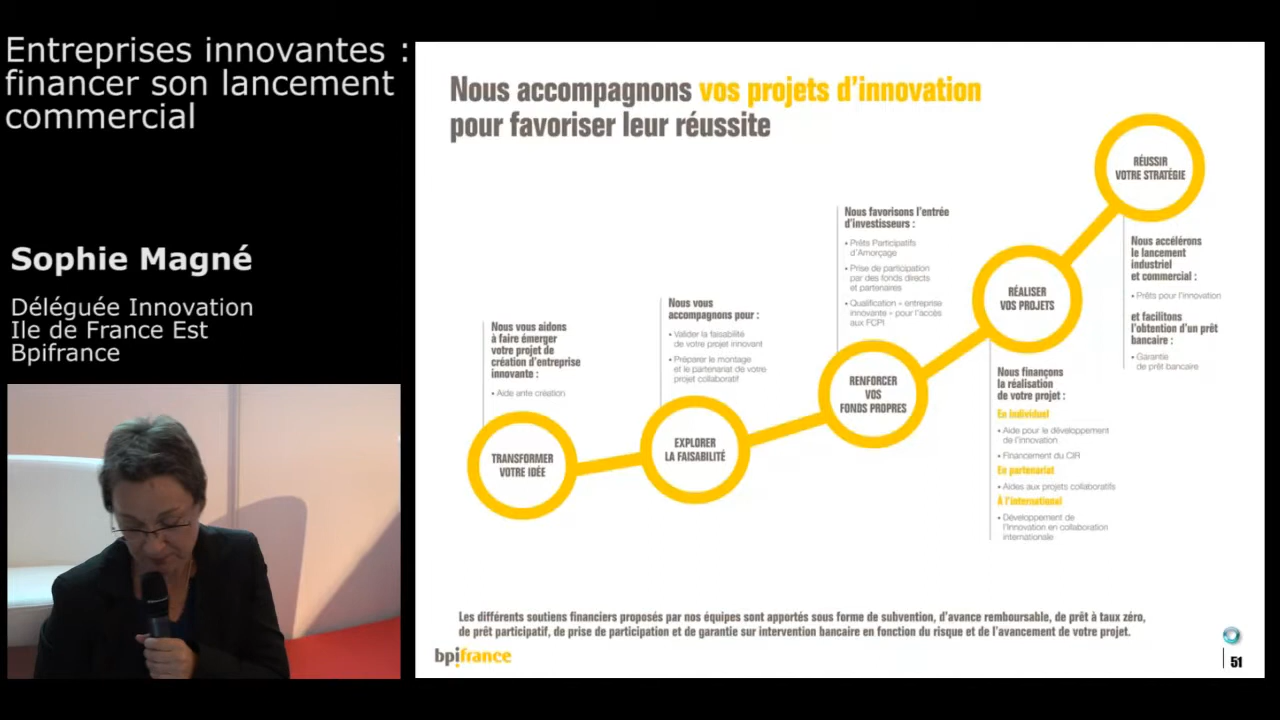 Entreprises innovantes :
financer son lancement
commercial
Sophie Magné
Déléguée Innovation
Ile de France Est
Bpifrance
Nous accompagnons vos projets d'innovation
pour favoriser leur réussite
Nous vous aidons
à faire émerger
votre projet de
création d'entreprise
innovante :
• Aide ante création
TRANSFORMER
VOTRE IDÉE
Nous vous
accompagnons pour :
• Valider la faisabilité
de votre projet innovant
• Préparer le montage
et le partenariat de votre
projet collaboratif
EXPLORER
LA FAISABILITÉ
Nous favorisons l'entrée
d'investisseurs :
• Prêts Participatifs
d'Amorçage
• Prise de participation
par des fonds directs
et partenaires
• Qualification « entreprise
innovante » pour l'accès
aux FCPI
RENFORCER
VOS
FONDS PROPRES
RÉALISER
VOS PROJETS
Nous finançons
la réalisation
de votre projet :
En individuel
• Aide pour le développement
de l'innovation
• Financement du CIR
En partenariat
• Aides aux projets collaboratifs
À l'international
• Développement de
l'innovation en collaboration
internationale
RÉUSSIR
VOTRE STRATÉGIE
Nous accélérons
le lancement
industriel
et commercial :
• Prêts pour l'innovation
et facilitons
l'obtention d'un prêt
bancaire :
• Garantie
de prêt bancaire
Les différents soutiens financiers proposés par nos équipes sont apportés sous forme de subvention, d'avance remboursable, de prêt à taux zéro,
de prêt participatif, de prise de participation et de garantie sur intervention bancaire en fonction du risque et de l'avancement de votre projet.
bpifrance
51